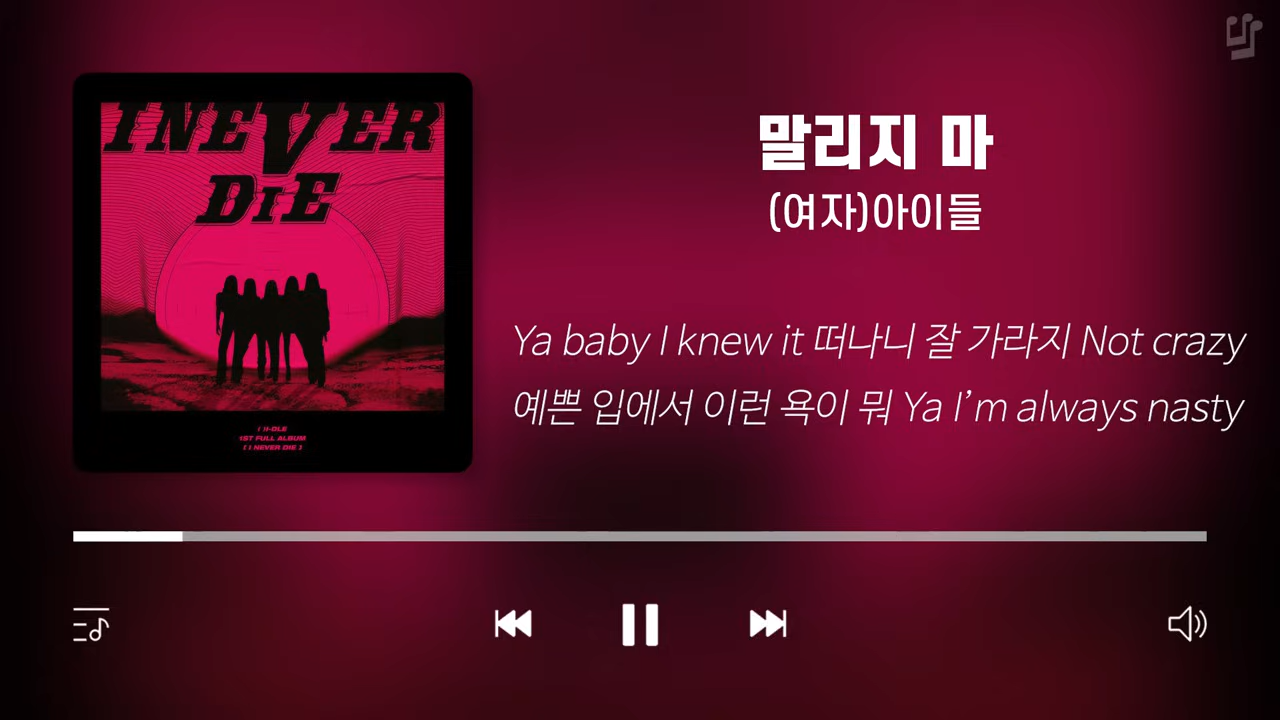 I NEVER
DIE
(G)I-DLE
1ST FULL ALBUM
[ I NEVER DIE ]
말리지 마
(여자)아이들
Ya baby I knew it 떠나니 잘 가라지 Not crazy
예쁜 입에서 이런 욕이 뭐 Ya I’m always nasty